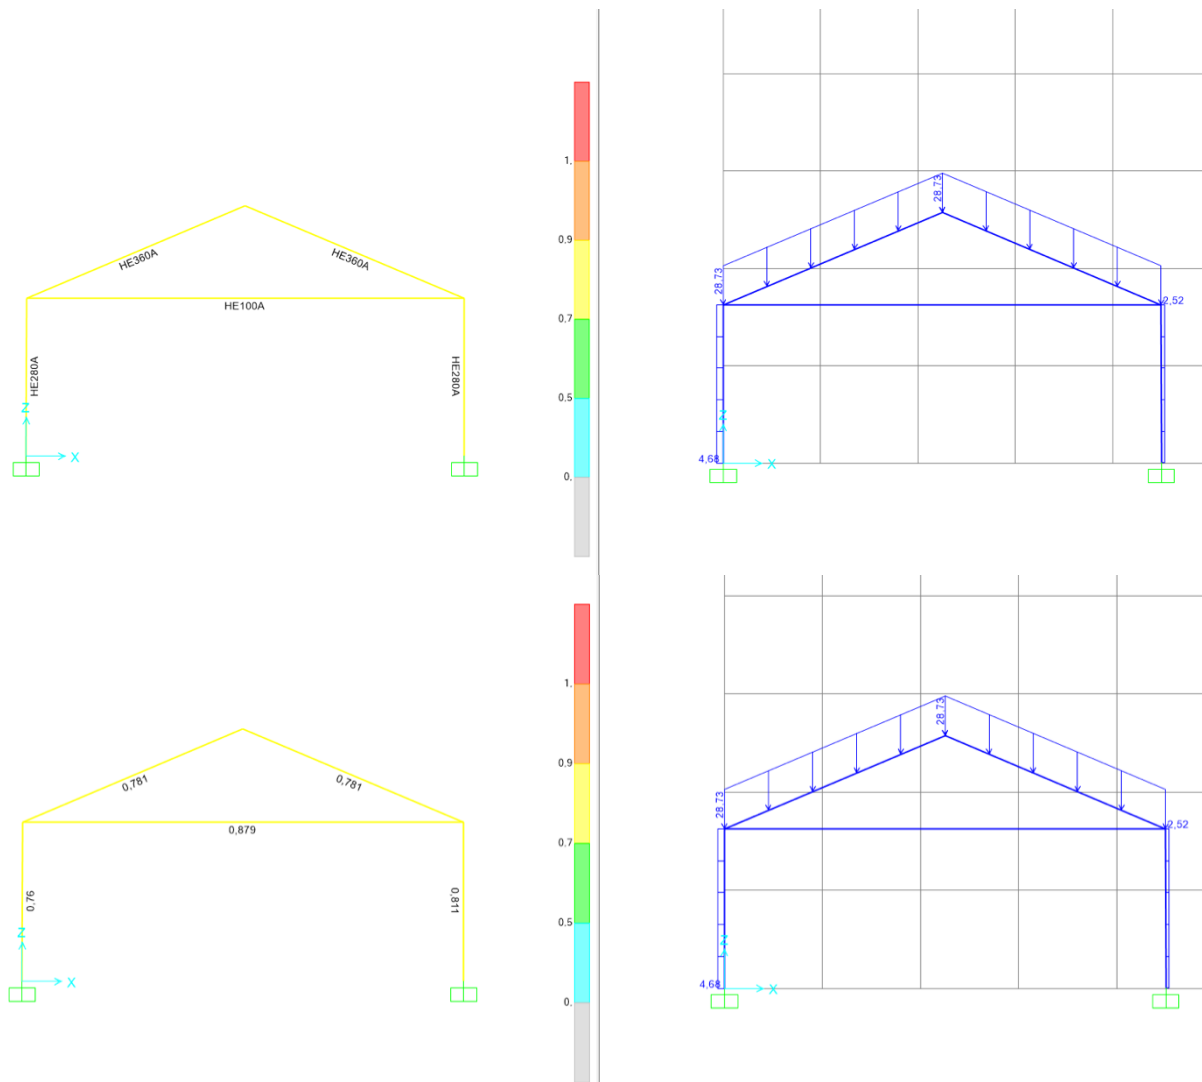 HE360A
HE360A
HE100A
HE280A
HE280A
Z
X
1,
0,9
0,7
0,5
0,
28,73
28,73
2,52
4,68
Z
X
0,781
0,781
0,879
0,76
0,811
Z
X
1,
0,9
0,7
0,5
0,
28,73
28,73
2,52
4,68
Z
X